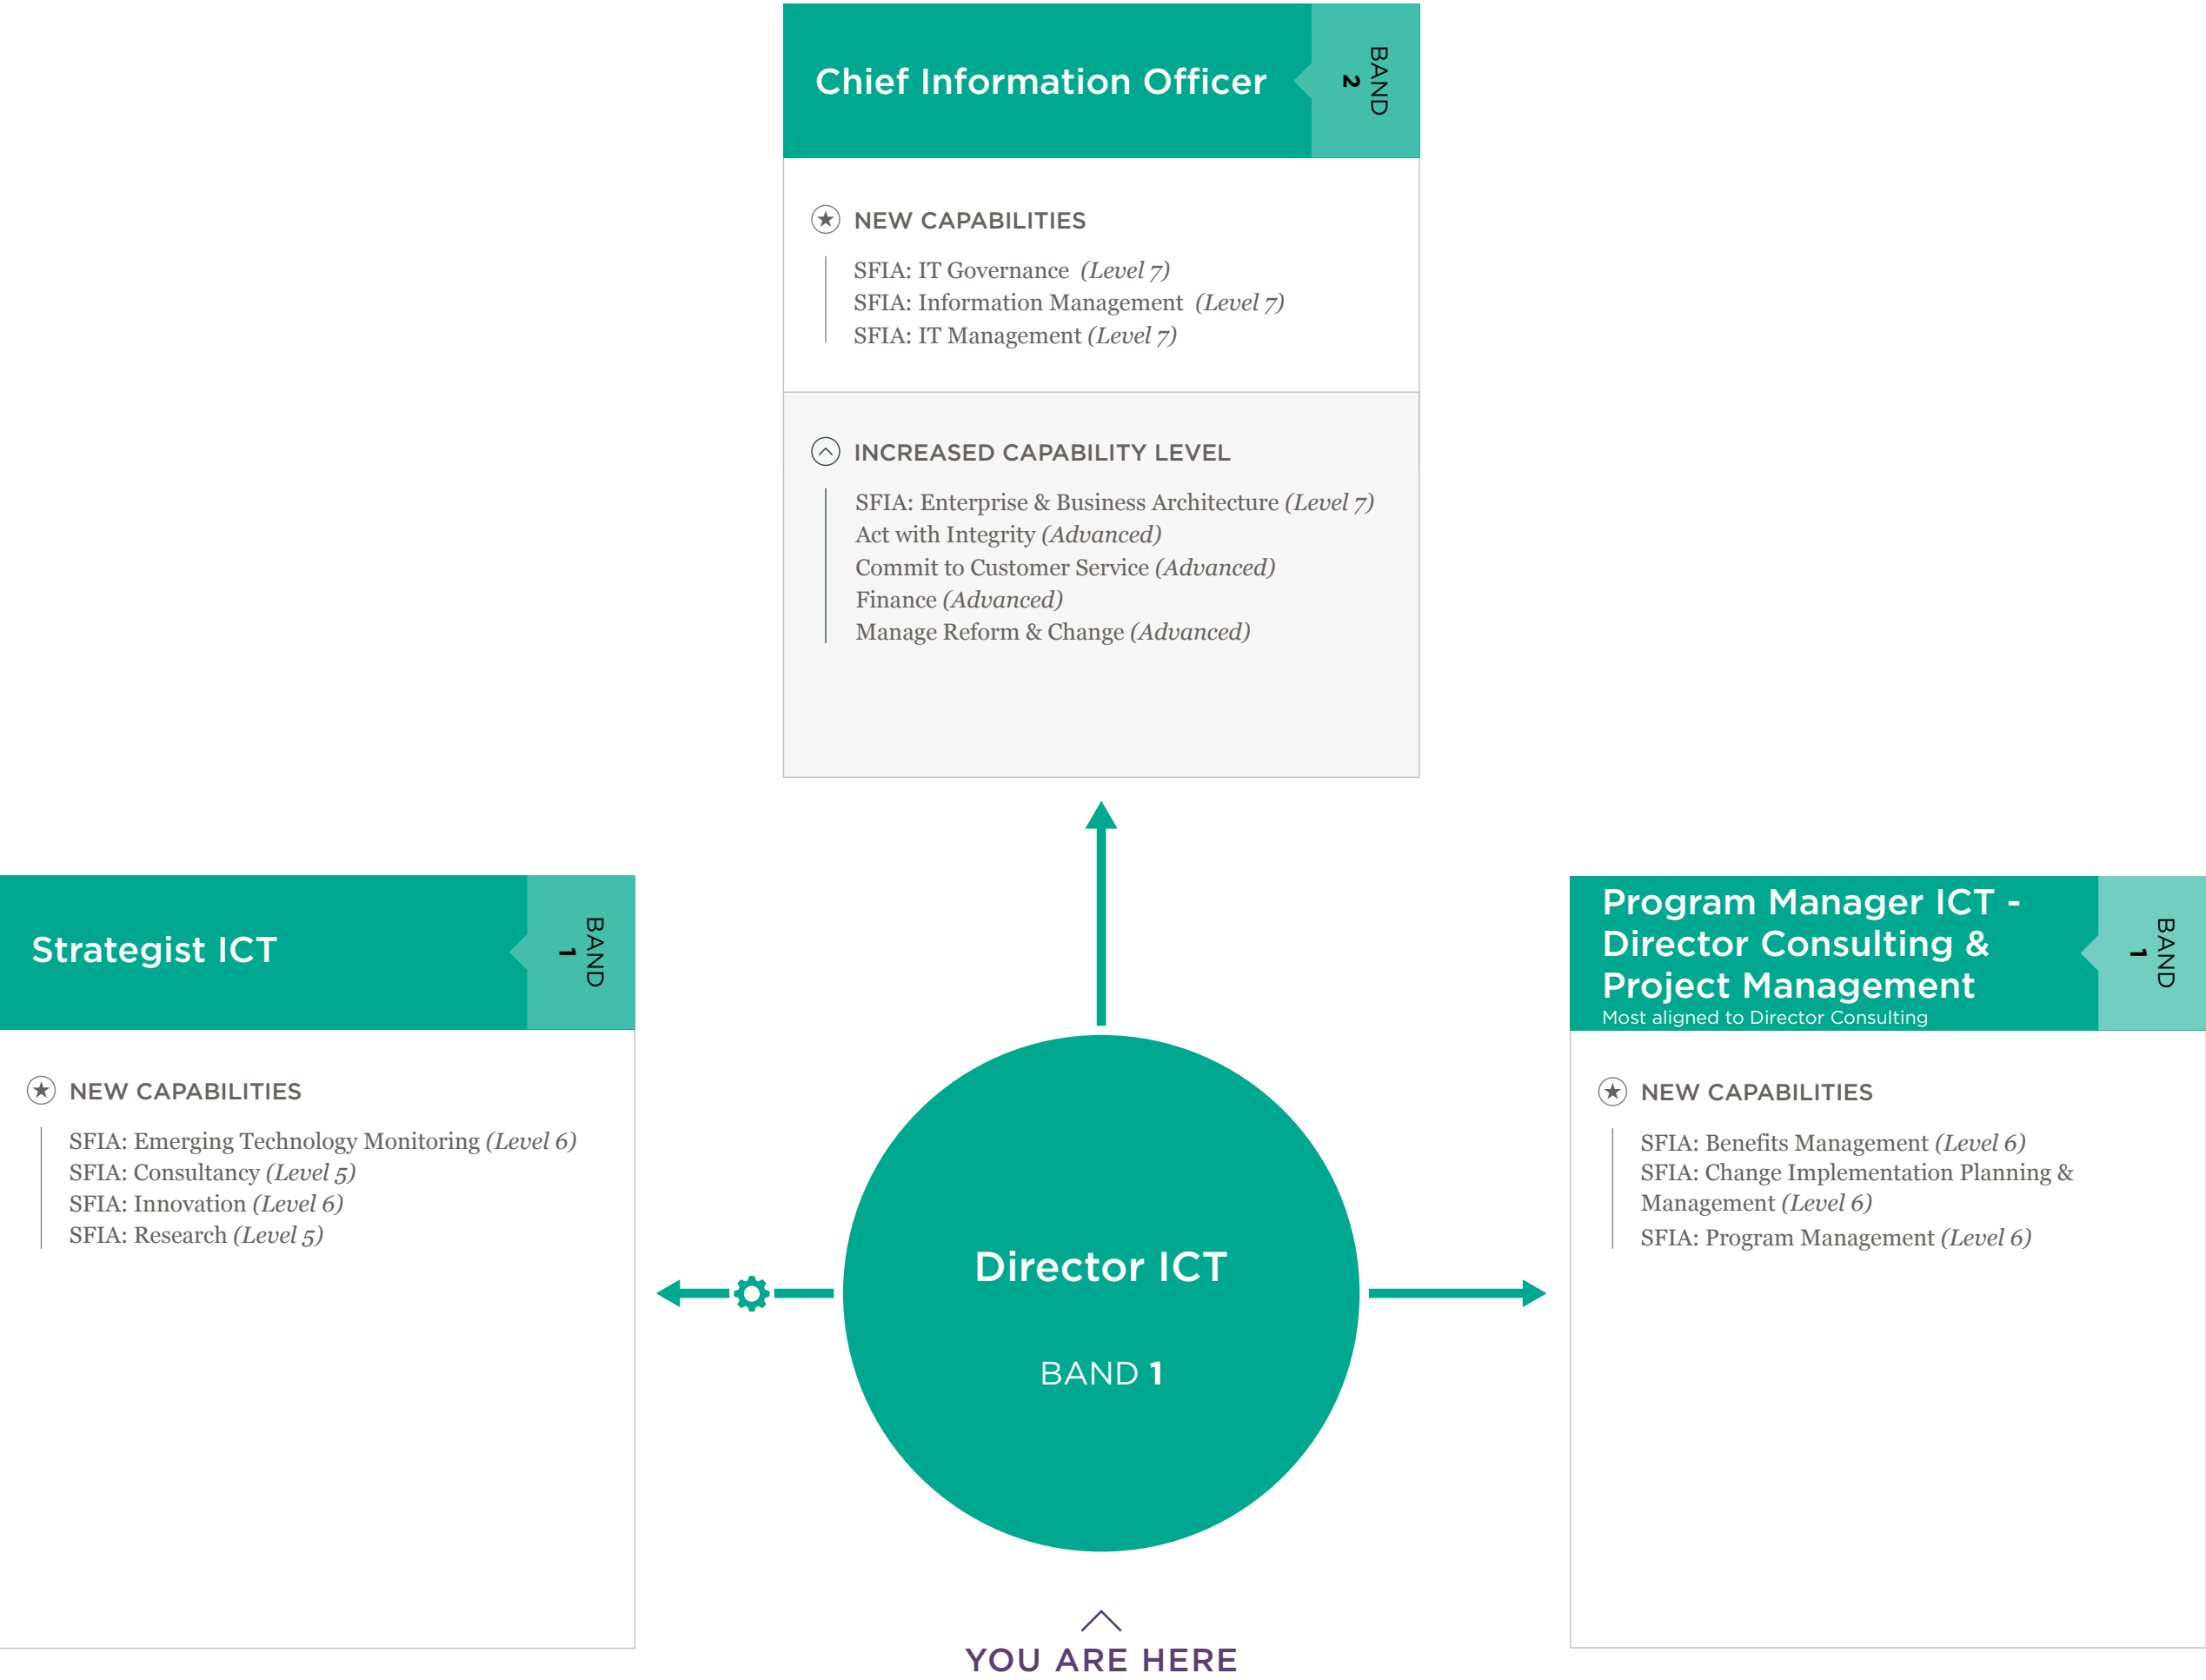 Chief Information Officer
BAND
2
NEW CAPABILITIES
SFIA: IT Governance (Level 7)
SFIA: Information Management (Level 7)
SFIA: IT Management (Level 7)
INCREASED CAPABILITY LEVEL
SFIA: Enterprise & Business Architecture (Level 7)
Act with Integrity (Advanced)
Commit to Customer Service (Advanced)
Finance (Advanced)
Manage Reform & Change (Advanced)
Strategist ICT
BAND
1
NEW CAPABILITIES
SFIA: Emerging Technology Monitoring (Level 6)
SFIA: Consultancy (Level 5)
SFIA: Innovation (Level 6)
SFIA: Research (Level 5)
Program Manager ICT -
Director Consulting &
Project Management
Most aligned to Director Consulting
BAND
1
NEW CAPABILITIES
SFIA: Benefits Management (Level 6)
SFIA: Change Implementation Planning &
Management (Level 6)
SFIA: Program Management (Level 6)
Director ICT
BAND 1
YOU ARE HERE